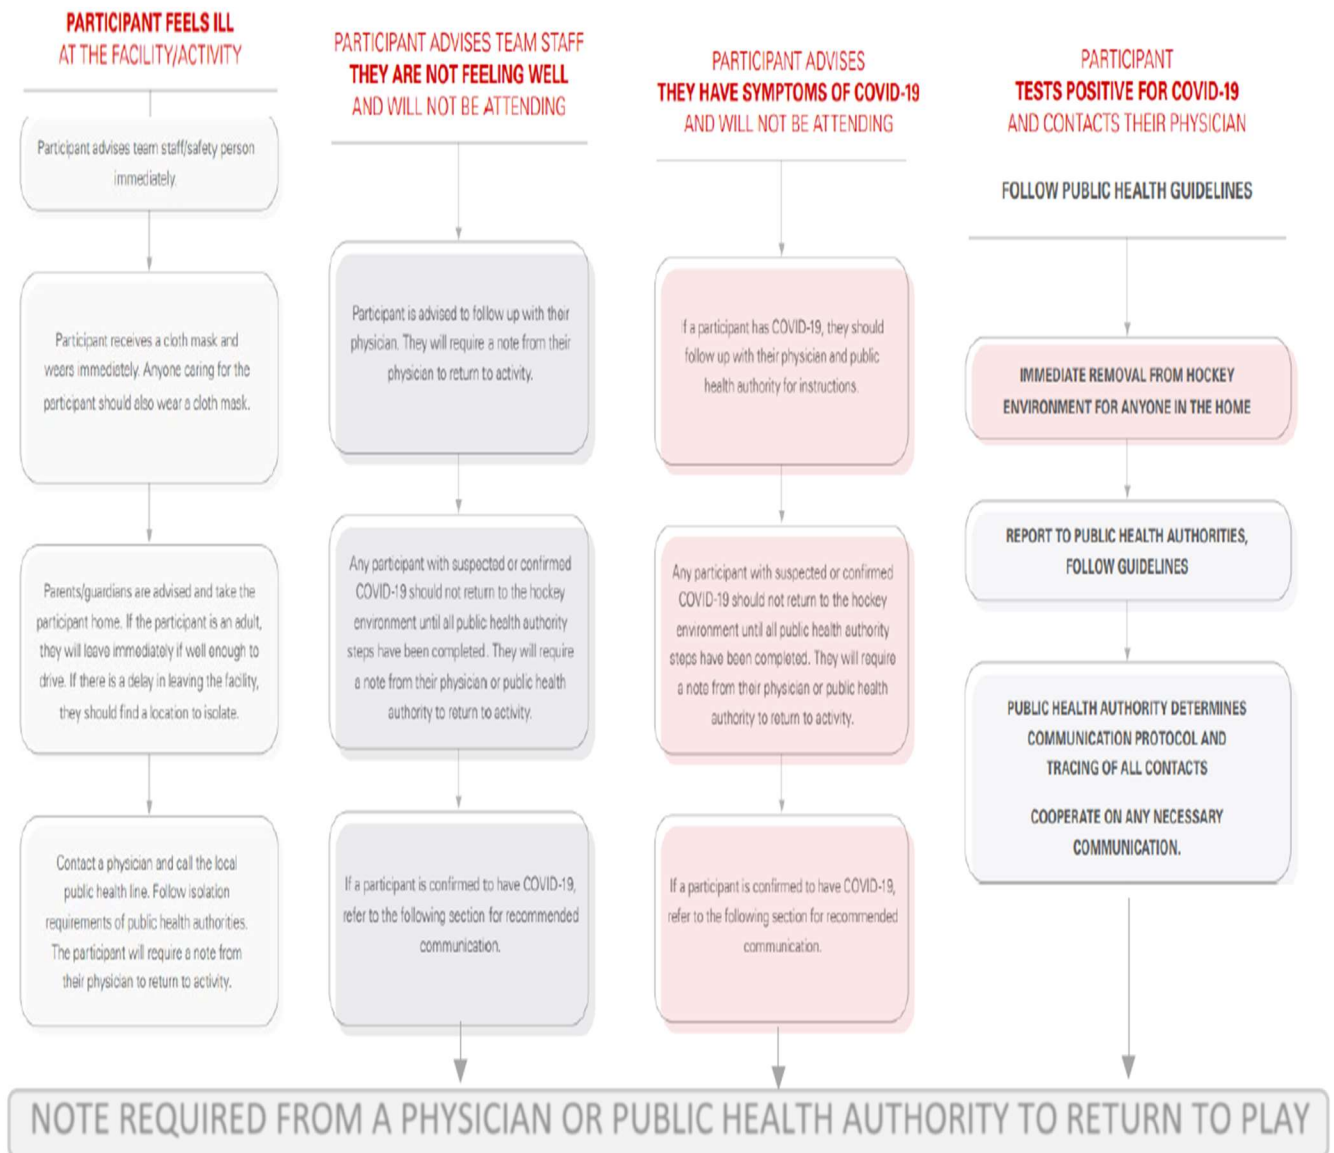 PARTICIPANT FEELS ILL
AT THE FACILITY/ACTIVITY
Participant advises team staff/safety person
immediately.
Participant receives a cloth mask and
wears immediately. Anyone caring for the
participant should also wear a cloth mask.
Parents/guardians are advised and take the
participant home. If the participant is an adult,
they will leave immediately if well enough to
drive. If there is a delay in leaving the facility,
they should find a location to isolate.
Contact a physician and call the local
public health line. Follow isolation
requirements of public health authorities.
The participant will require a note from
their physician to return to activity.
PARTICIPANT ADVISES TEAM STAFF
THEY ARE NOT FEELING WELL
AND WILL NOT BE ATTENDING
Participant is advised to follow up with their
physician. They will require a note from their
physician to return to activity.
Any participant with suspected or confirmed
COVID-19 should not return to the hockey
environment until all public health authority
steps have been completed. They will require
a note from their physician or public health
authority to return to activity.
If a participant is confirmed to have COVID-19,
refer to the following section for recommended
communication.
PARTICIPANT ADVISES
THEY HAVE SYMPTOMS OF COVID-19
AND WILL NOT BE ATTENDING
If a participant has COVID-19, they should
follow up with their physician and public
health authority for instructions.
Any participant with suspected or confirmed
COVID-19 should not return to the hockey
environment until all public health authority
steps have been completed. They will require
a note from their physician or public health
authority to return to activity.
If a participant is confirmed to have COVID-19,
refer to the following section for recommended
communication.
PARTICIPANT
TESTS POSITIVE FOR COVID-19
AND CONTACTS THEIR PHYSICIAN
FOLLOW PUBLIC HEALTH GUIDELINES
IMMEDIATE REMOVAL FROM HOCKEY
ENVIRONMENT FOR ANYONE IN THE HOME
REPORT TO PUBLIC HEALTH AUTHORITIES,
FOLLOW GUIDELINES
PUBLIC HEALTH AUTHORITY DETERMINES
COMMUNICATION PROTOCOL AND
TRACING OF ALL CONTACTS
COOPERATE ON ANY NECESSARY
COMMUNICATION.
NOTE REQUIRED FROM A PHYSICIAN OR PUBLIC HEALTH AUTHORITY TO RETURN TO PLAY